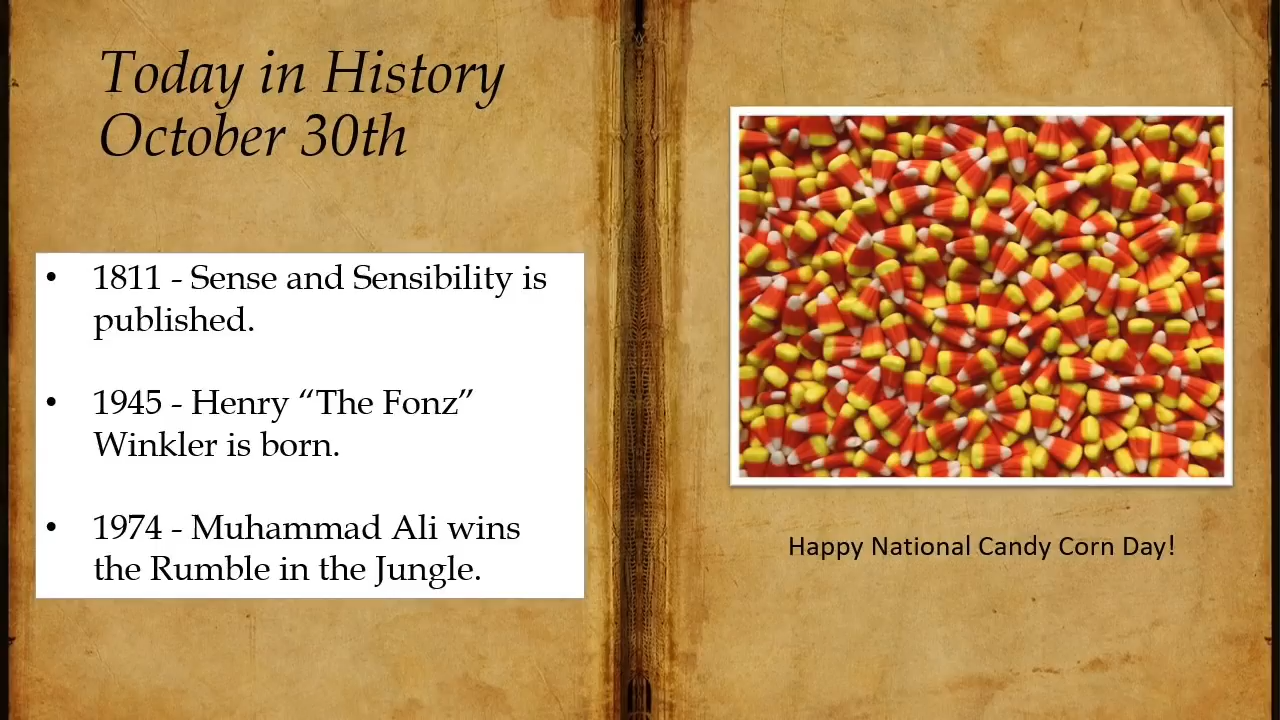 Today in History
October 30th
• 1811 - Sense and Sensibility is
published.
• 1945 - Henry “The Fonz”
Winkler is born.
• 1974 - Muhammad Ali wins
the Rumble in the Jungle.
Happy National Candy Corn Day!